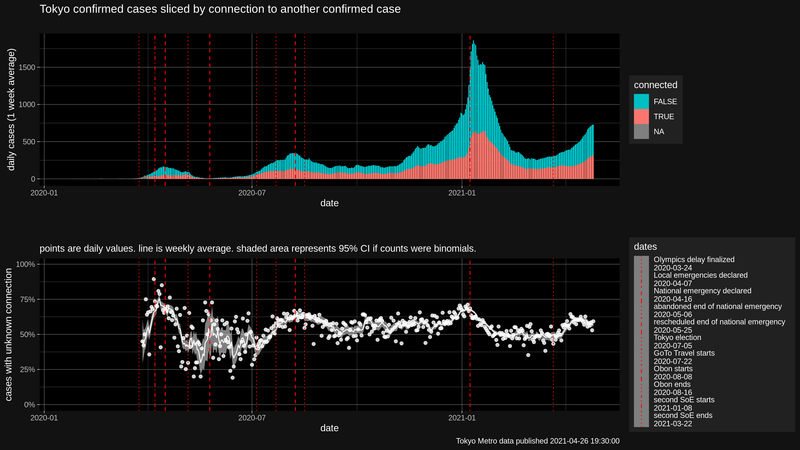 Tokyo confirmed cases sliced by connection to another confirmed case
daily cases (1 week average)
1500
1000
500
0
2020-01
2020-07
2021-01
date
connected
FALSE
TRUE
NA
points are daily values. line is weekly average. shaded area represents 95% CI if counts were binomials.
cases with unknown connection
100%
75%
50%
25%
0%
2020-01
2020-07
2021-01
date
dates
Olympics delay finalized
2020-03-24
Local emergencies declared
2020-04-07
National emergency declared
2020-04-16
abandoned end of national emergency
2020-05-06
rescheduled end of national emergency
2020-05-25
Tokyo election
2020-07-05
GoTo Travel starts
2020-07-22
Obon starts
2020-08-08
Obon ends
2020-08-16
second SoE starts
2021-01-08
second SoE ends
2021-03-22
Tokyo Metro data published 2021-04-26 19:30:00